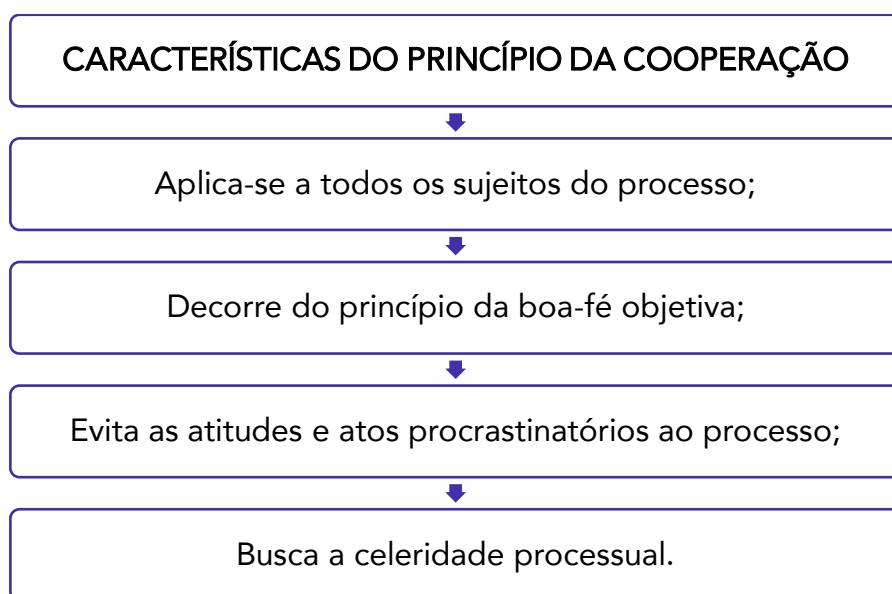 CARACTERÍSTICAS DO PRINCÍPIO DA COOPERAÇÃO
Aplica-se a todos os sujeitos do processo;
Decorre do princípio da boa-fé objetiva;
Evita as atitudes e atos procrastinatórios ao processo;
Busca a celeridade processual.